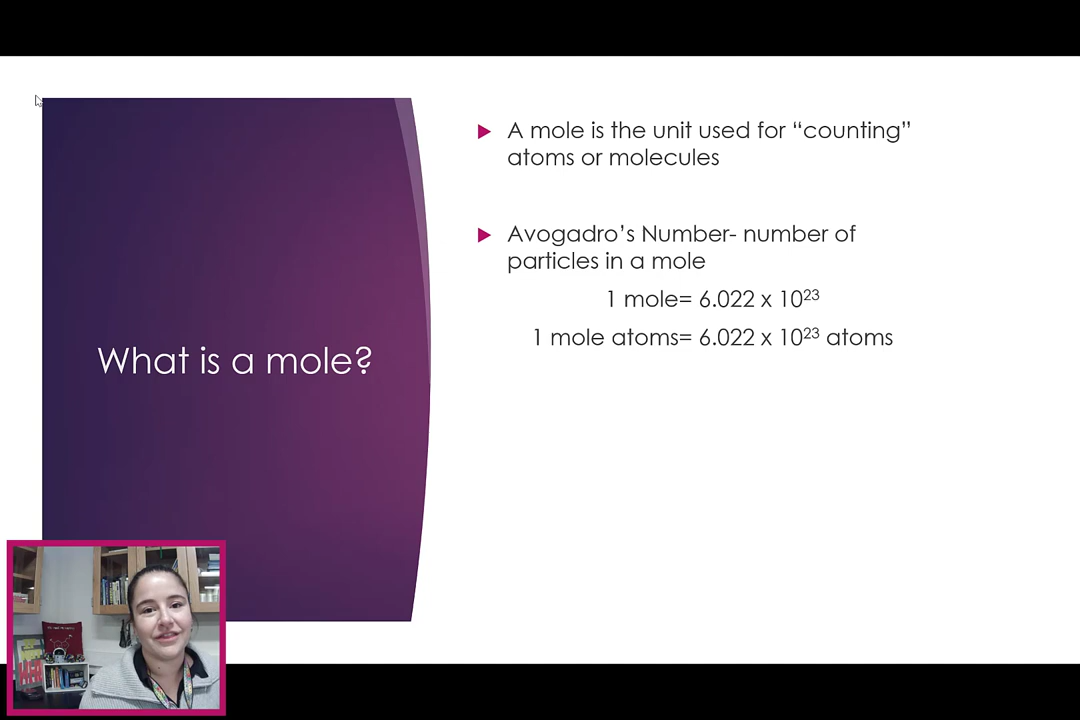 What is a mole?
A mole is the unit used for “counting”
atoms or molecules
Avogadro’s Number- number of
particles in a mole
1 mole= 6.022 x 10²³
1 mole atoms= 6.022 x 10²³ atoms